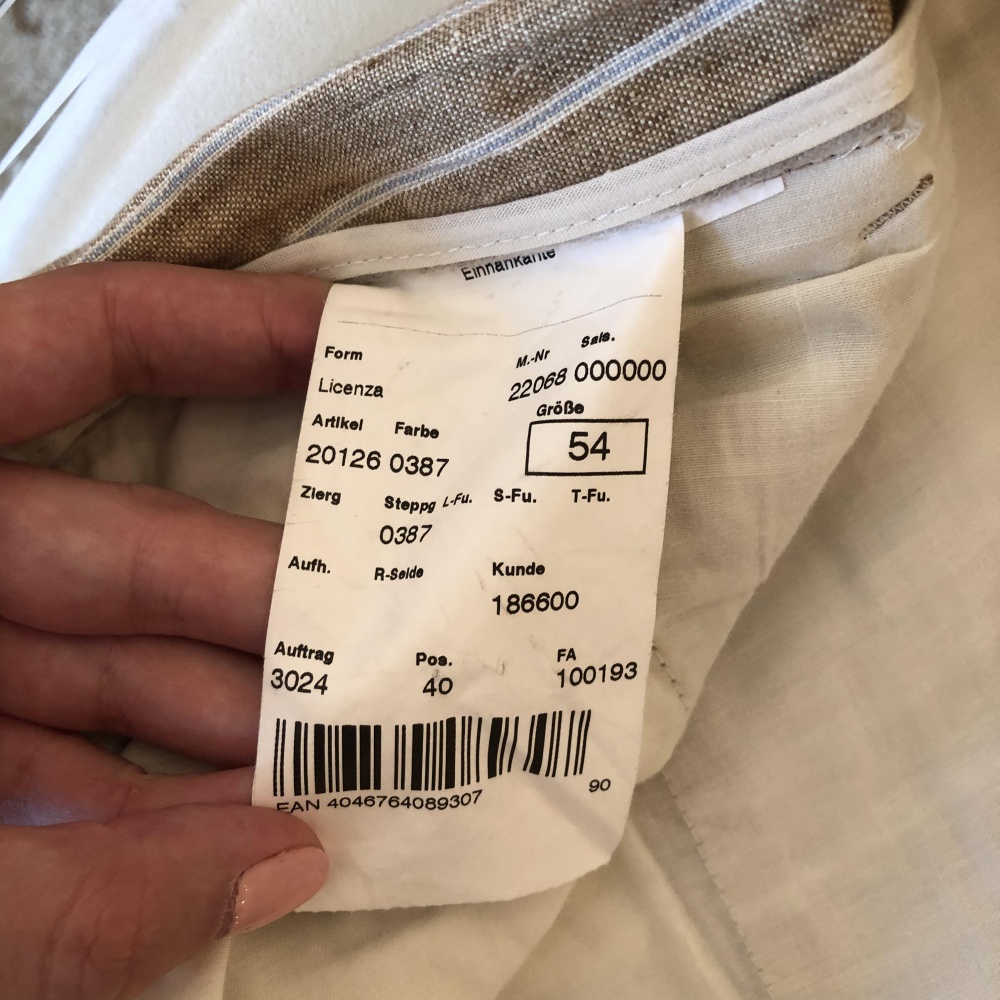 Einnähkante
Form M.-Nr Sais.
Licenza 22068 000000
Artikel Farbe Größe
20126 0387 54
Zierg Steppg L-Fu. S-Fu. T-Fu.
0387
Aufh. R-Seide Kunde
186600
Auftrag Pos. FA
3024 40 100193
EAN 4046764089307 90